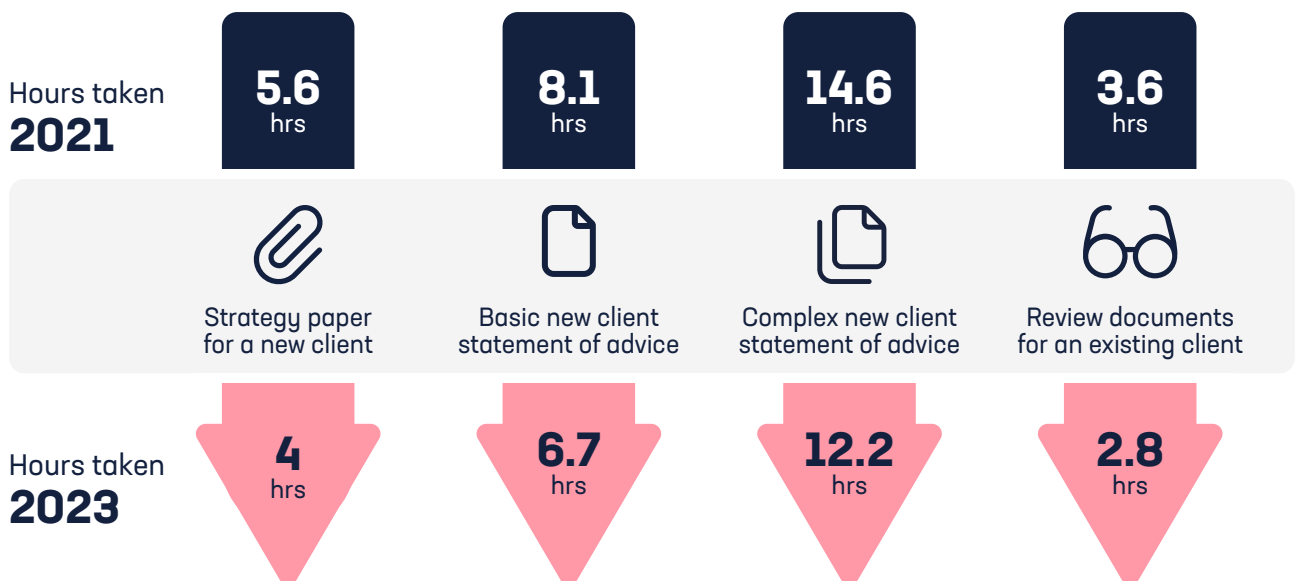 Hours taken
2021
5.6
hrs
8.1
hrs
14.6
hrs
3.6
hrs
Strategy paper
for a new client
Basic new client
statement of advice
Complex new client
statement of advice
Review documents
for an existing client
Hours taken
2023
4
hrs
6.7
hrs
12.2
hrs
2.8
hrs